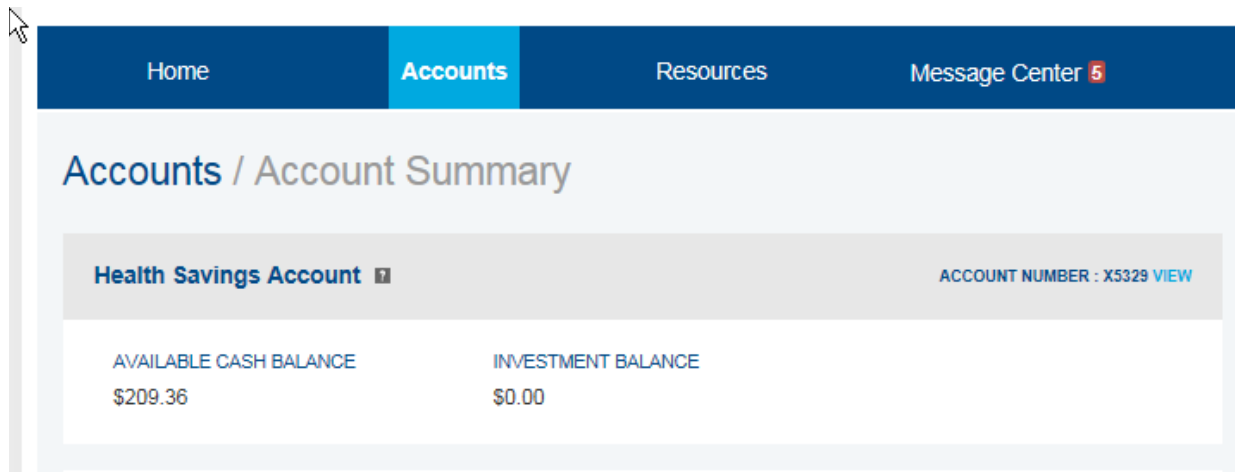 Home Accounts Resources Message Center 5
Accounts / Account Summary
Health Savings Account ? ACCOUNT NUMBER : X5329 VIEW
AVAILABLE CASH BALANCE INVESTMENT BALANCE
$209.36 $0.00